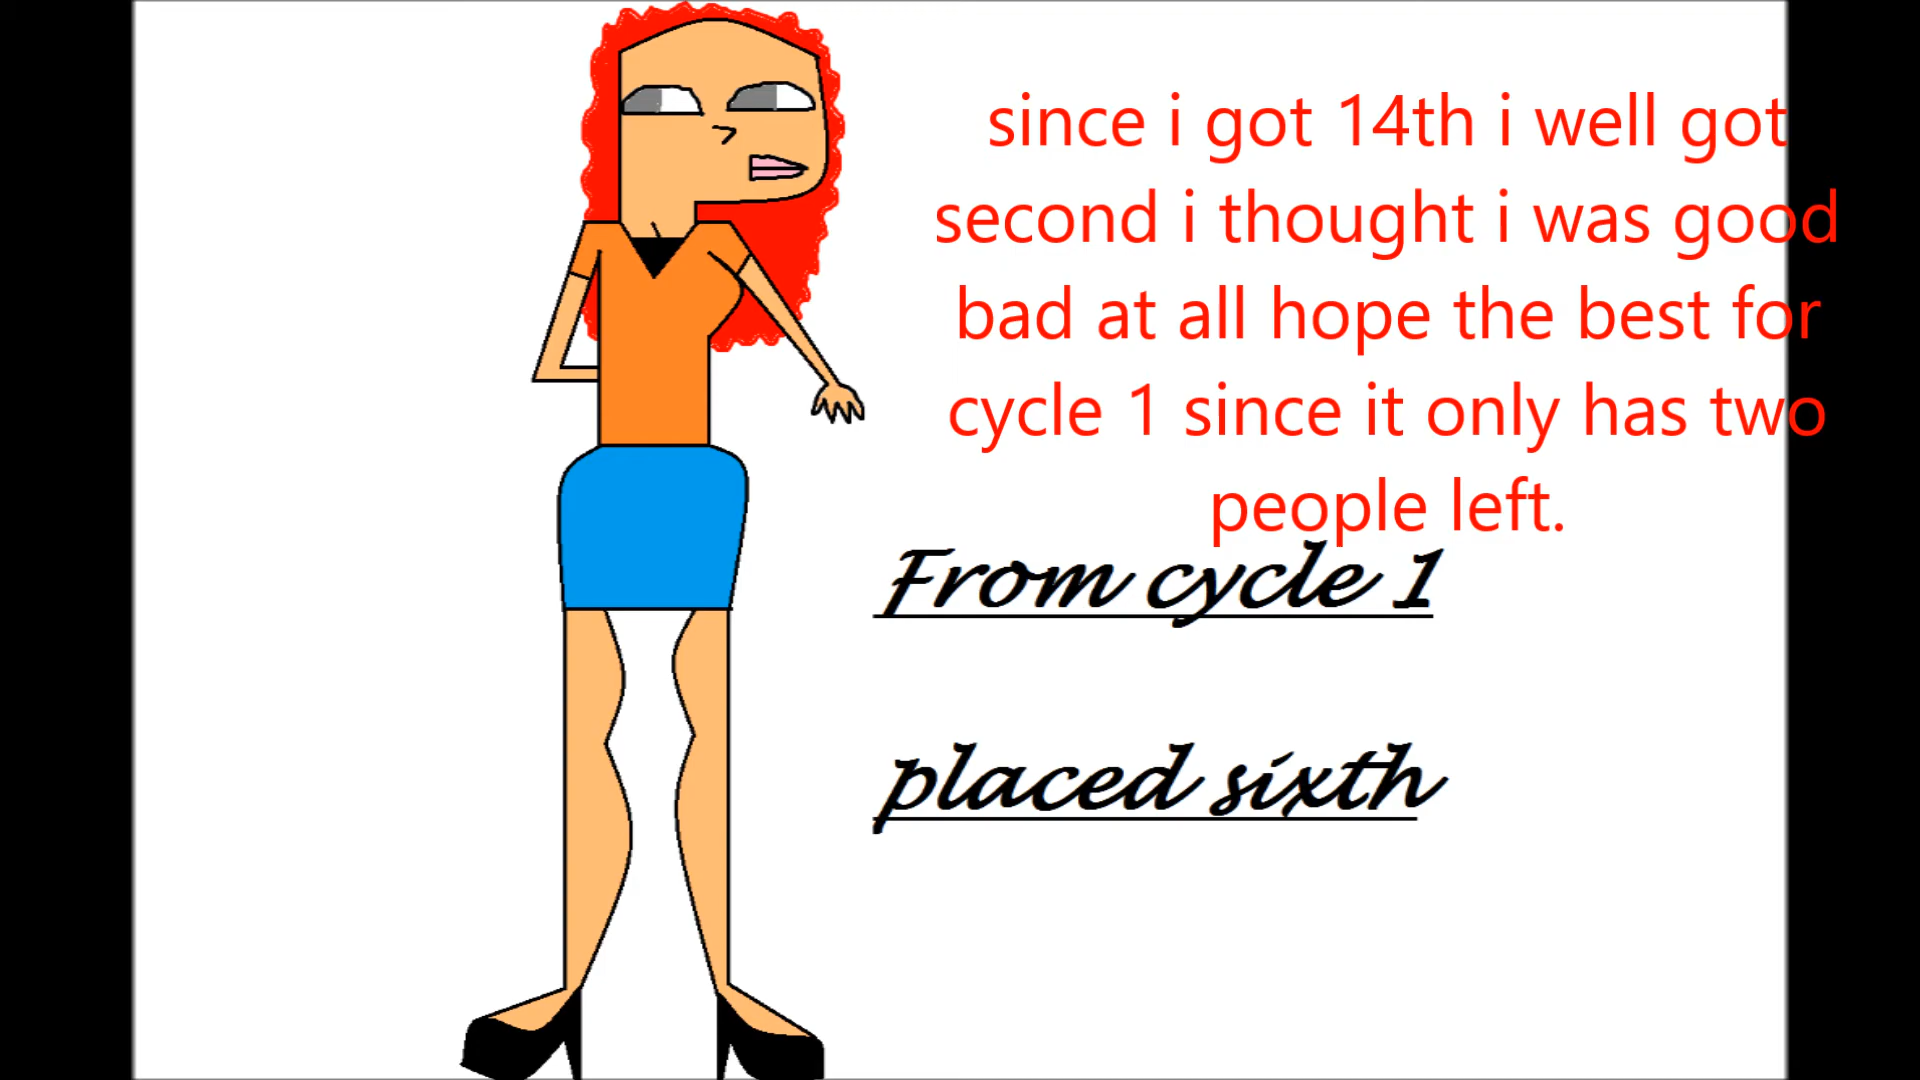 since i got 14th i well got
second i thought i was good
bad at all hope the best for
cycle 1 since it only has two
people left.
From cycle 1
placed sixth